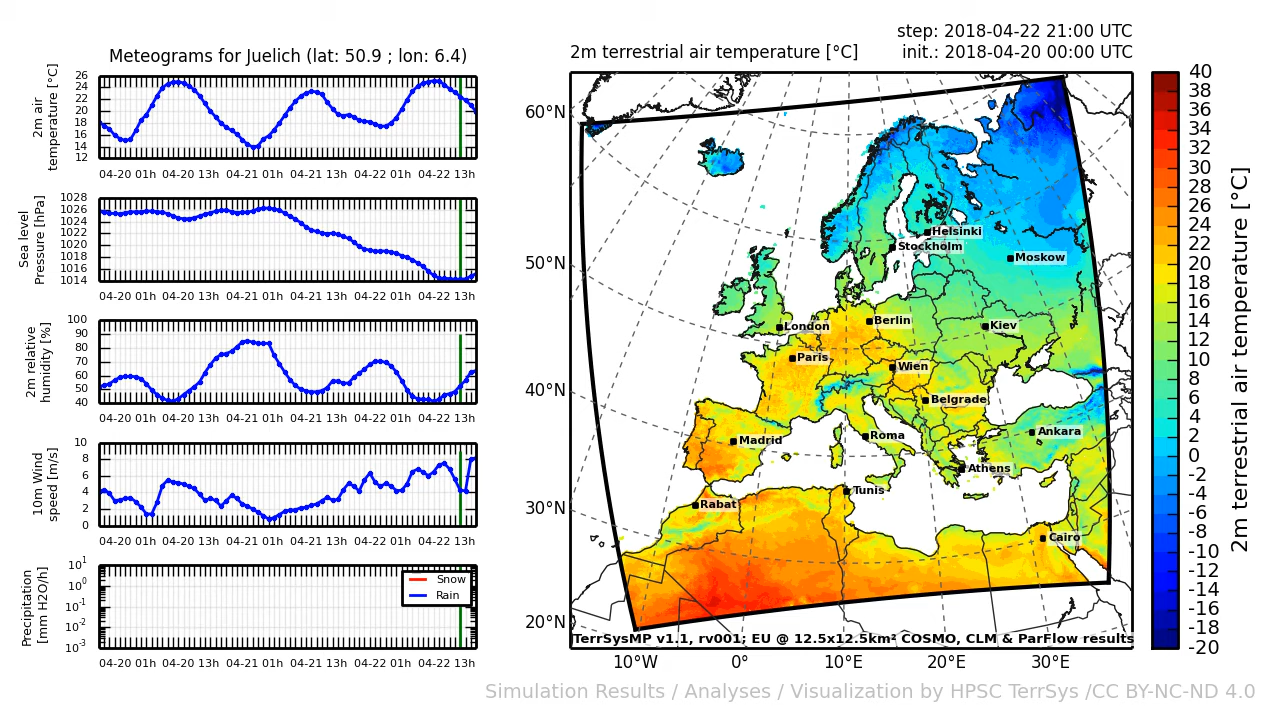 Meteograms for Juelich (lat: 50.9 ; lon: 6.4)
2m air
temperature [°C]
26
24
22
20
18
16
14
12
04-20 01h 04-20 13h 04-21 01h 04-21 13h 04-22 01h 04-22 13h
Sea level
Pressure [hPa]
1028
1026
1024
1022
1020
1018
1016
1014
04-20 01h 04-20 13h 04-21 01h 04-21 13h 04-22 01h 04-22 13h
2m relative
humidity [%]
100
90
80
70
60
50
40
04-20 01h 04-20 13h 04-21 01h 04-21 13h 04-22 01h 04-22 13h
10m Wind
speed [m/s]
10
8
6
4
2
0
04-20 01h 04-20 13h 04-21 01h 04-21 13h 04-22 01h 04-22 13h
Precipitation
[mm H2O/h]
10¹
10⁰
10⁻¹
10⁻²
10⁻³
Snow
Rain
04-20 01h 04-20 13h 04-21 01h 04-21 13h 04-22 01h 04-22 13h
step: 2018-04-22 21:00 UTC
2m terrestrial air temperature [°C] init.: 2018-04-20 00:00 UTC
60°N
50°N
40°N
30°N
20°N
Helsinki
Stockholm
Moskow
London
Berlin
Kiev
Paris
Wien
Belgrade
Madrid
Roma
Ankara
Athens
Tunis
Rabat
Cairo
TerrSysMP v1.1, rv001; EU @ 12.5x12.5km² COSMO, CLM & ParFlow results
10°W 0° 10°E 20°E 30°E
40
38
36
34
32
30
28
26
24
22
20
18
16
14
12
10
8
6
4
2
0
-2
-4
-6
-8
-10
-12
-14
-16
-18
-20
2m terrestrial air temperature [°C]
Simulation Results / Analyses / Visualization by HPSC TerrSys /CC BY-NC-ND 4.0